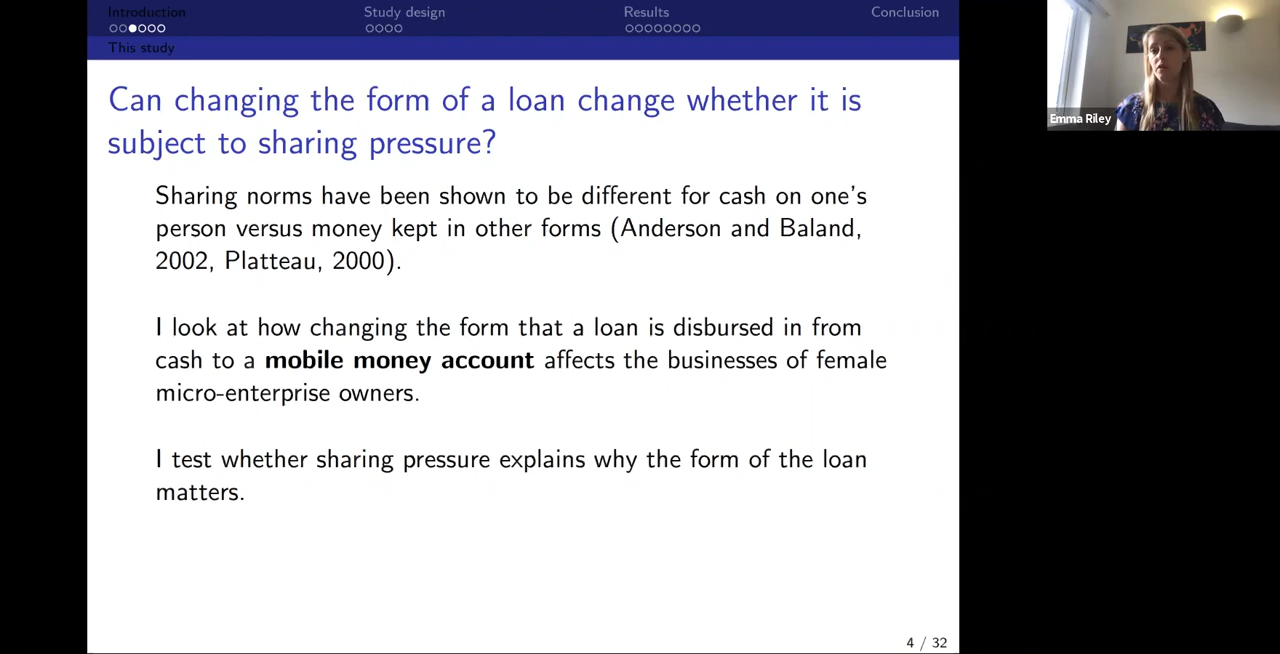 Introduction Study design Results Conclusion
This study
Can changing the form of a loan change whether it is
subject to sharing pressure?
Sharing norms have been shown to be different for cash on one's
person versus money kept in other forms (Anderson and Baland,
2002, Platteau, 2000).
I look at how changing the form that a loan is disbursed in from
cash to a mobile money account affects the businesses of female
micro-enterprise owners.
I test whether sharing pressure explains why the form of the loan
matters.
4 / 32
Emma Riley